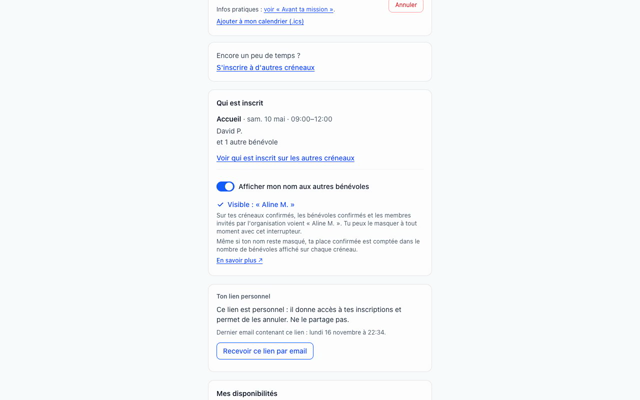 Infos pratiques : voir « Avant ta mission ».
Annuler
Ajouter à mon calendrier (.ics)
Encore un peu de temps ?
S'inscrire à d'autres créneaux
Qui est inscrit
Accueil · sam. 10 mai · 09:00–12:00
David P.
et 1 autre bénévole
Voir qui est inscrit sur les autres créneaux
Afficher mon nom aux autres bénévoles
✓ Visible : « Aline M. »
Sur tes créneaux confirmés, les bénévoles confirmés et les membres
invités par l'organisation voient « Aline M. ». Tu peux le masquer à tout
moment avec cet interrupteur.
Même si ton nom reste masqué, ta place confirmée est comptée dans le
nombre de bénévoles affiché sur chaque créneau.
En savoir plus ↗
Ton lien personnel
Ce lien est personnel : il donne accès à tes inscriptions et
permet de les annuler. Ne le partage pas.
Dernier email contenant ce lien : lundi 16 novembre à 22:34.
Recevoir ce lien par email
Mes disponibilités